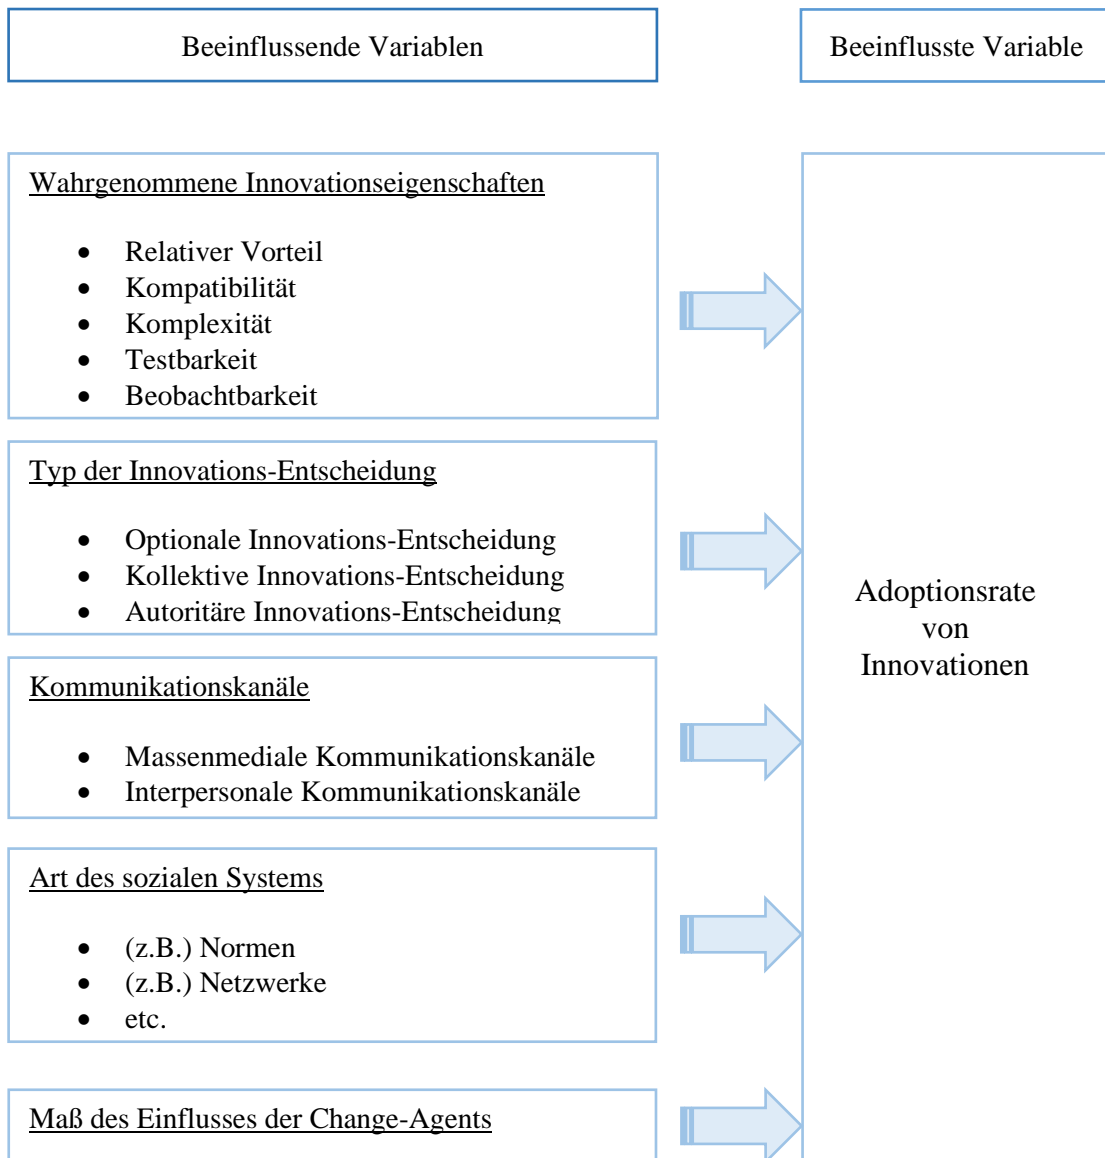 Beeinflussende Variablen
Beeinflusste Variable
Wahrgenommene Innovationseigenschaften
• Relativer Vorteil
• Kompatibilität
• Komplexität
• Testbarkeit
• Beobachtbarkeit
Typ der Innovations-Entscheidung
• Optionale Innovations-Entscheidung
• Kollektive Innovations-Entscheidung
• Autoritäre Innovations-Entscheidung
Kommunikationskanäle
• Massenmediale Kommunikationskanäle
• Interpersonale Kommunikationskanäle
Art des sozialen Systems
• (z.B.) Normen
• (z.B.) Netzwerke
• etc.
Maß des Einflusses der Change-Agents
Adoptionsrate
von
Innovationen